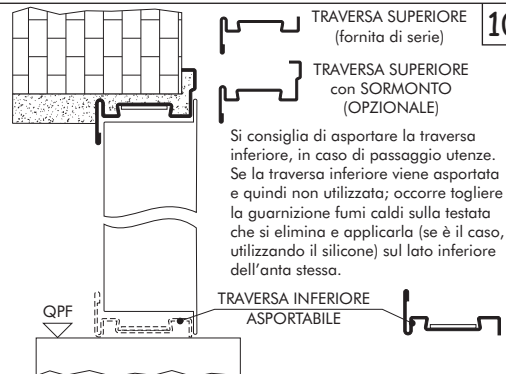 TRAVERSA SUPERIORE
(fornita di serie)
10
TRAVERSA SUPERIORE
con SORMONTO
(OPZIONALE)
Si consiglia di asportare la traversa
inferiore, in caso di passaggio utenze.
Se la traversa inferiore viene asportata
e quindi non utilizzata; occorre togliere
la guarnizione fumi caldi sulla testata
che si elimina e applicarla (se è il caso,
utilizzando il silicone) sul lato inferiore
dell'anta stessa.
TRAVERSA INFERIORE
ASPORTABILE
QPF